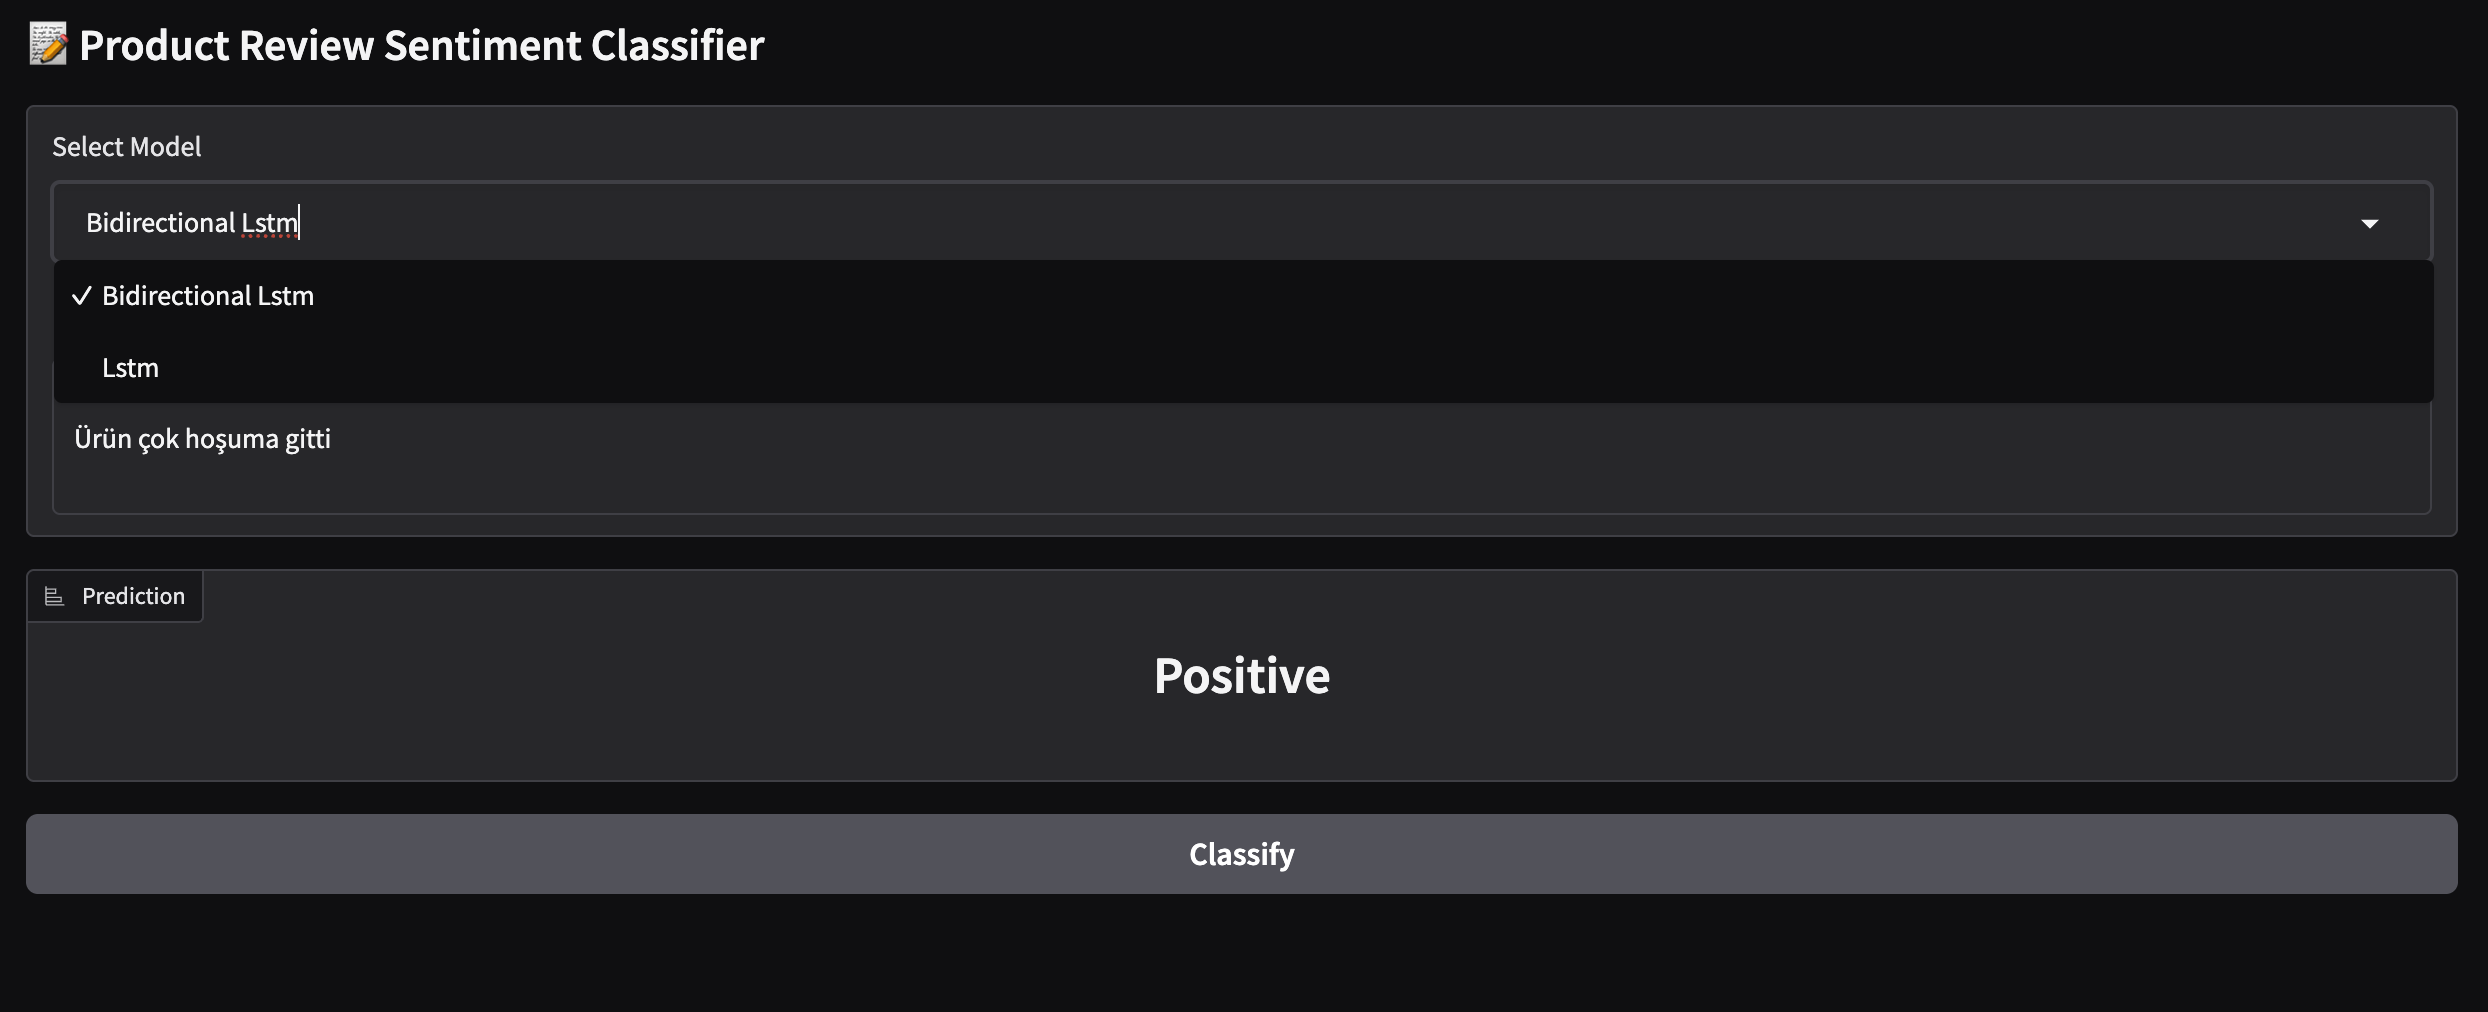 Product Review Sentiment Classifier
Select Model
Bidirectional Lstm
Bidirectional Lstm
Lstm
Ürün çok hoşuma gitti
Prediction
Positive
Classify